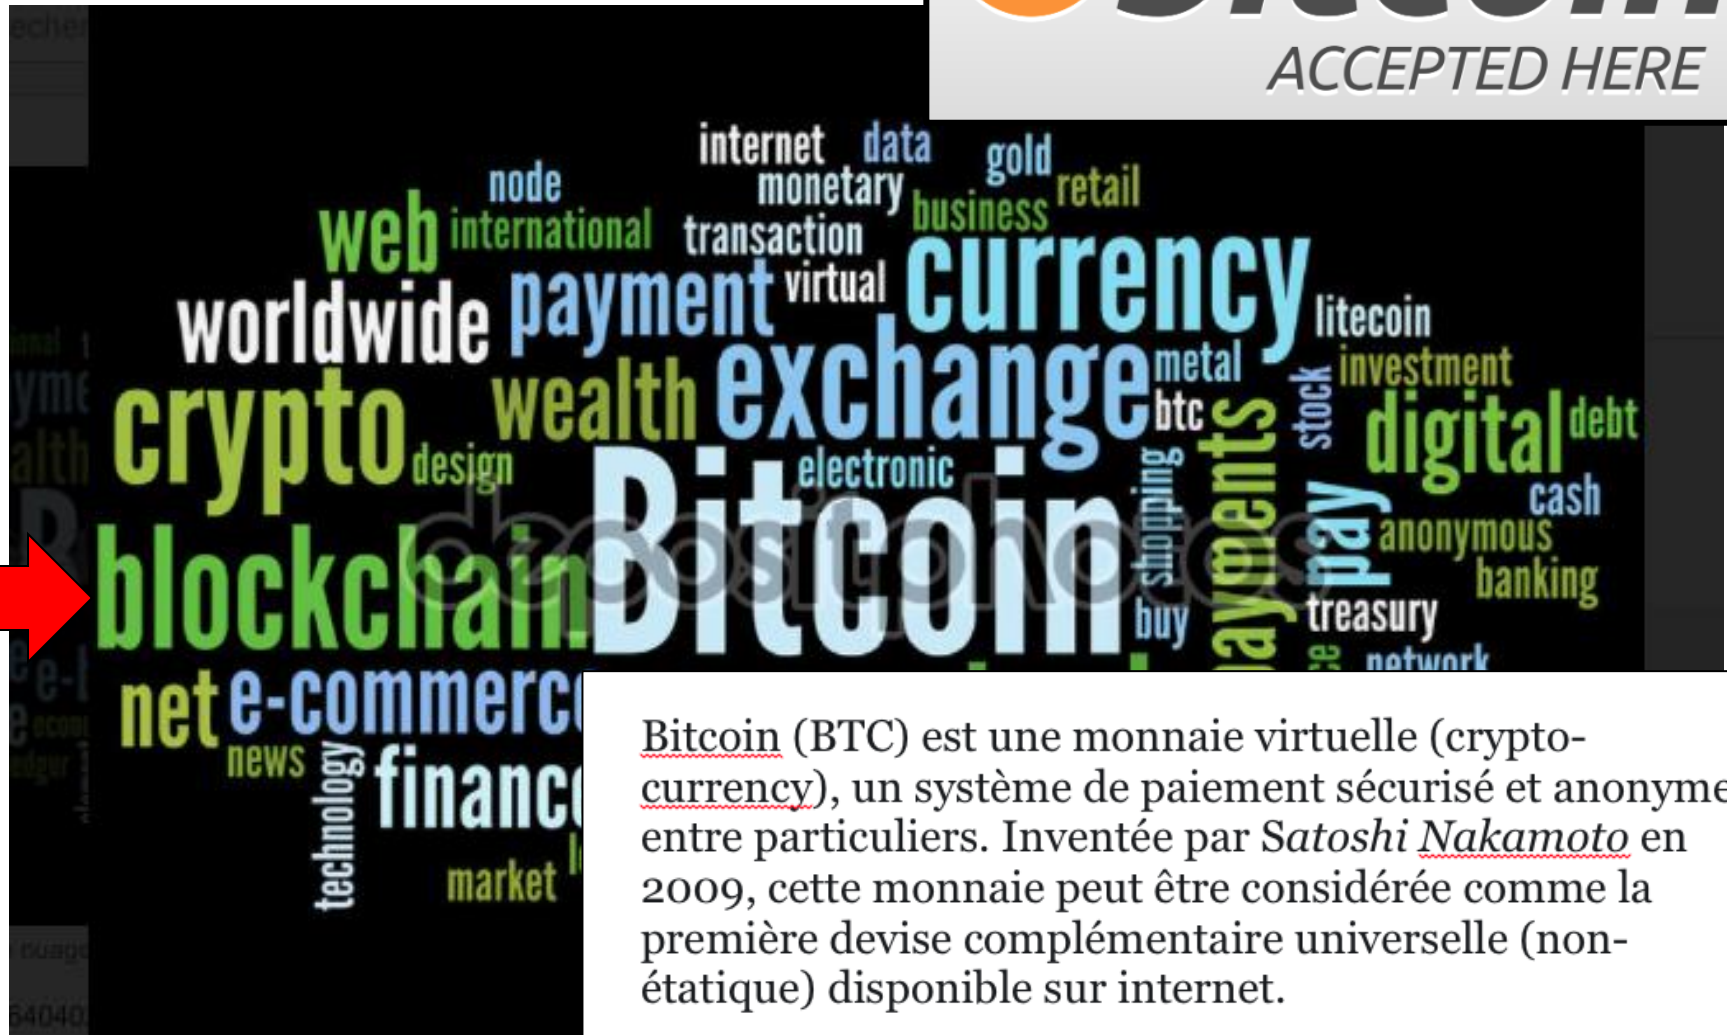 Bitcoin
ACCEPTED HERE
internet data gold
node monetary retail
web international transaction business
worldwide payment virtual currency
litecoin
crypto wealth exchange metal stock investment
btc digital debt
design electronic shopping payments cash
blockchain Bitcoin pay anonymous
depositphotos
banking
buy treasury
network
net e-commerce
news
technology finance
market
Bitcoin (BTC) est une monnaie virtuelle (crypto-
currency), un système de paiement sécurisé et anonyme
entre particuliers. Inventée par Satoshi Nakamoto en
2009, cette monnaie peut être considérée comme la
première devise complémentaire universelle (non-
étatique) disponible sur internet.